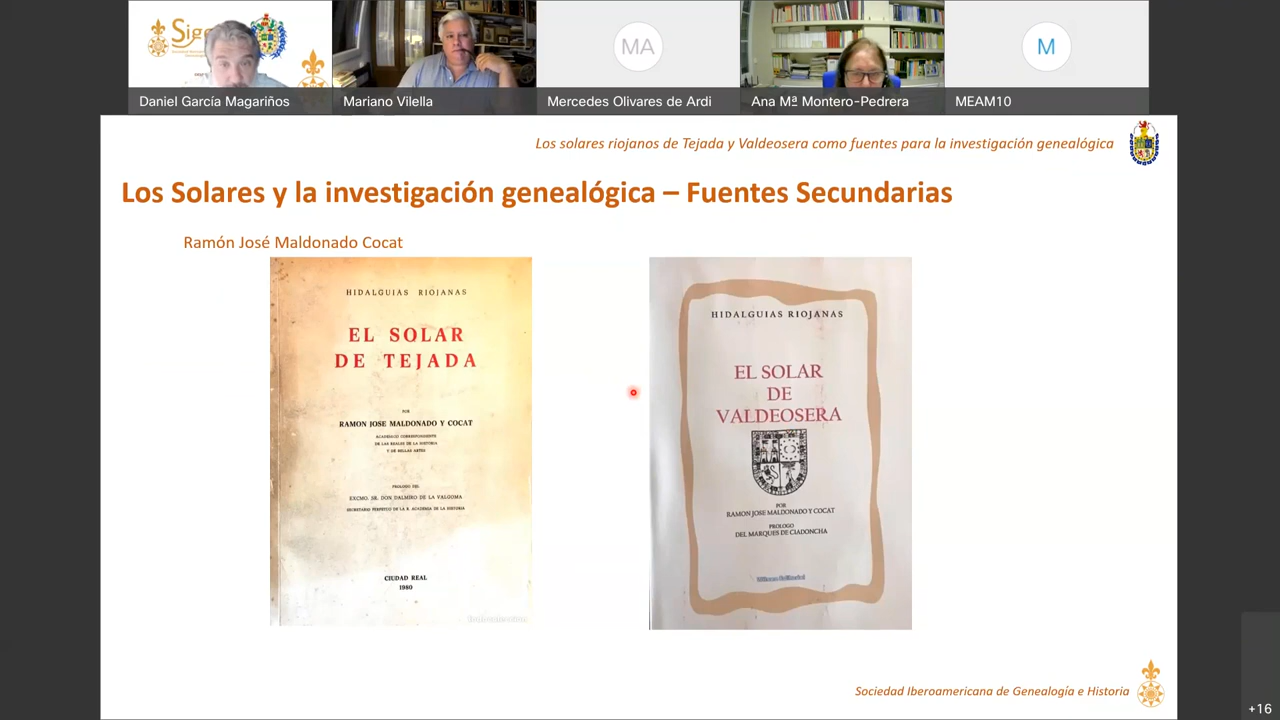 Sige
Daniel García Magariños
Mariano Vilella
MA
Mercedes Olivares de Ardi
Ana Mª Montero-Pedrera
M
MEAM10
Los solares riojanos de Tejada y Valdeosera como fuentes para la investigación genealógica
Los Solares y la investigación genealógica – Fuentes Secundarias
Ramón José Maldonado Cocat
HIDALGUIAS RIOJANAS
EL SOLAR
DE TEJADA
POR
RAMON JOSE MALDONADO Y COCAT
ACADEMICO CORRESPONDIENTE
DE LAS REALES DE LA HISTORIA
Y DE BELLAS ARTES
PROLOGO DEL
EXCMO. SR. DON DALMIRO DE LA VALGOMA
SECRETARIO PERPETUO DE LA R. ACADEMIA DE LA HISTORIA
CIUDAD REAL
1980
HIDALGUIAS RIOJANAS
EL SOLAR
DE
VALDEOSERA
POR
RAMON JOSE MALDONADO Y COCAT
PROLOGO
DEL MARQUES DE CIADONCHA
Sociedad Iberoamericana de Genealogía e Historia
+16